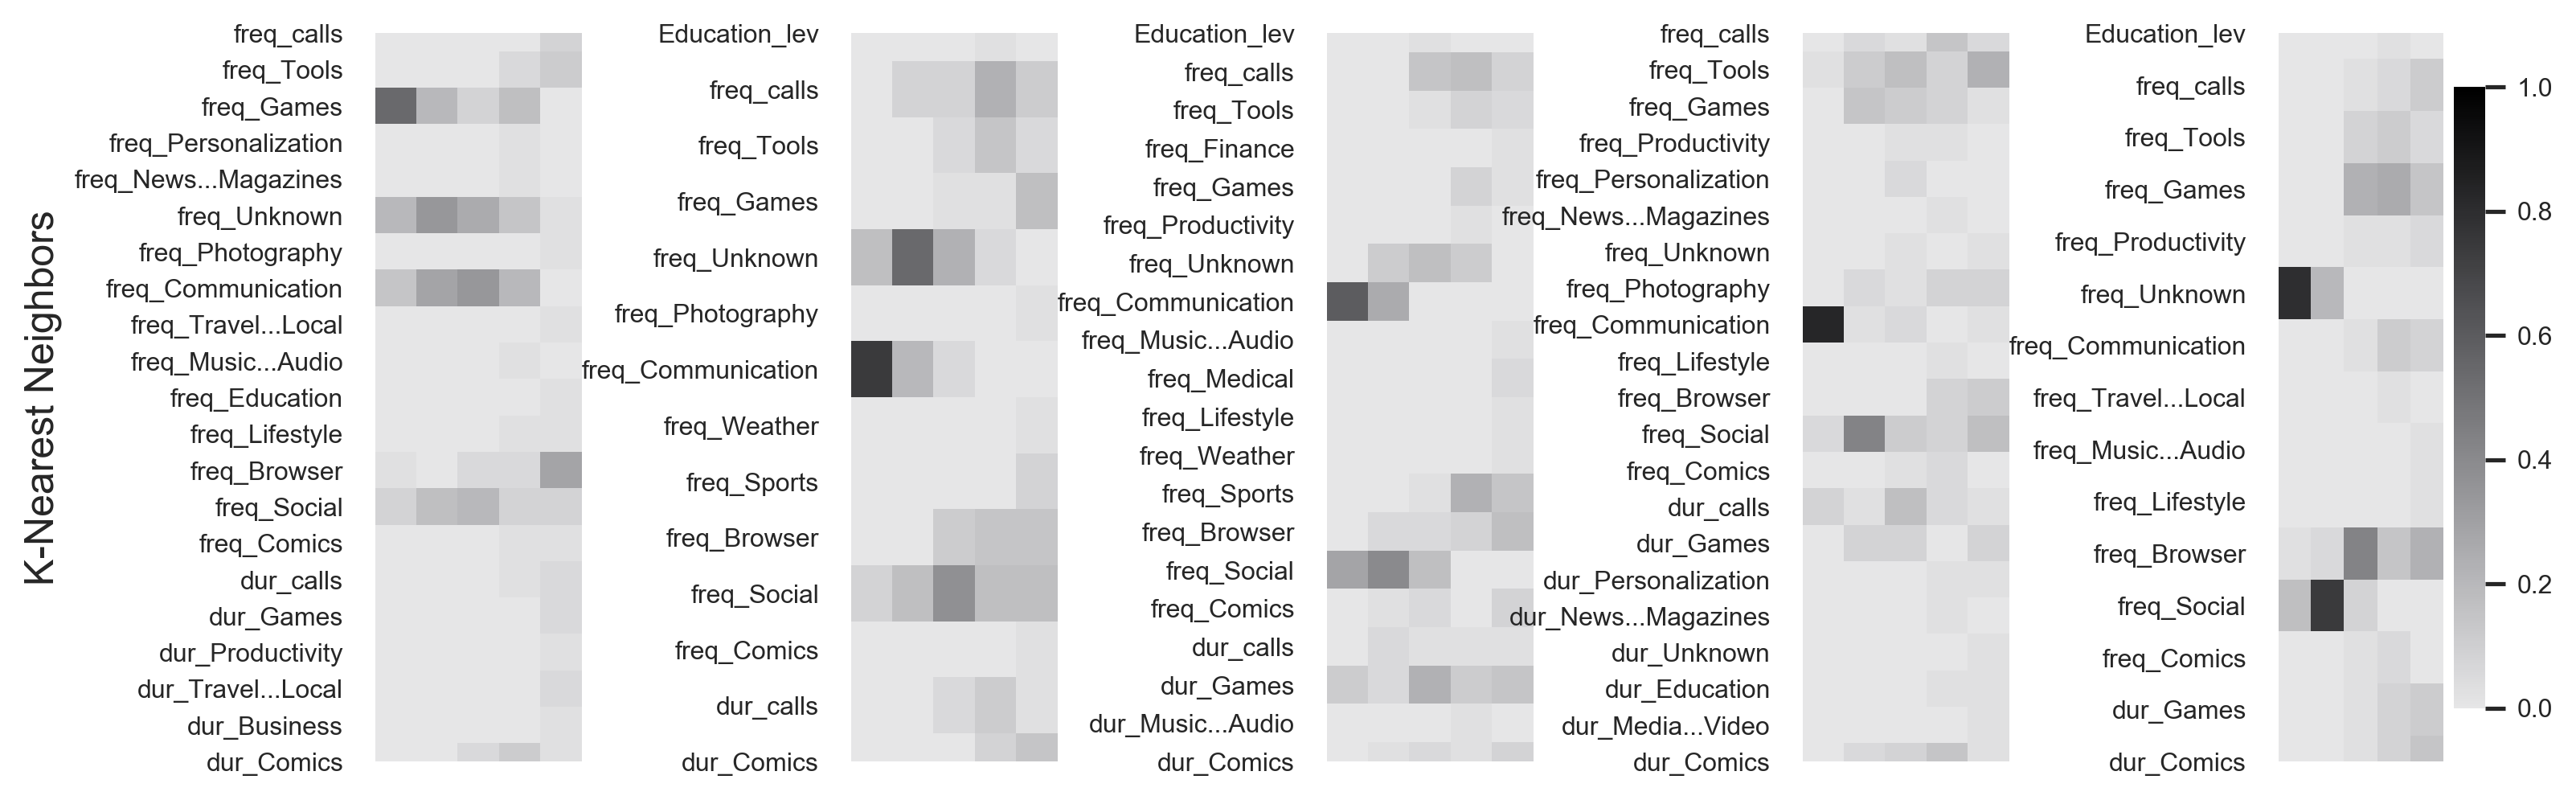 K-Nearest Neighbors
freq_calls
freq_Tools
freq_Games
freq_Personalization
freq_News...Magazines
freq_Unknown
freq_Photography
freq_Communication
freq_Travel...Local
freq_Music...Audio
freq_Education
freq_Lifestyle
freq_Browser
freq_Social
freq_Comics
dur_calls
dur_Games
dur_Productivity
dur_Travel...Local
dur_Business
dur_Comics
Education_lev
freq_calls
freq_Tools
freq_Games
freq_Unknown
freq_Photography
freq_Communication
freq_Weather
freq_Sports
freq_Browser
freq_Social
freq_Comics
dur_calls
dur_Comics
Education_lev
freq_calls
freq_Tools
freq_Finance
freq_Games
freq_Productivity
freq_Unknown
freq_Communication
freq_Music...Audio
freq_Medical
freq_Lifestyle
freq_Weather
freq_Sports
freq_Browser
freq_Social
freq_Comics
dur_calls
dur_Games
dur_Music...Audio
dur_Comics
freq_calls
freq_Tools
freq_Games
freq_Productivity
freq_Personalization
freq_News...Magazines
freq_Unknown
freq_Photography
freq_Communication
freq_Lifestyle
freq_Browser
freq_Social
freq_Comics
dur_calls
dur_Games
dur_Personalization
dur_News...Magazines
dur_Unknown
dur_Education
dur_Media...Video
dur_Comics
Education_lev
freq_calls
freq_Tools
freq_Games
freq_Productivity
freq_Unknown
freq_Communication
freq_Travel...Local
freq_Music...Audio
freq_Lifestyle
freq_Browser
freq_Social
freq_Comics
dur_Games
dur_Comics
1.0
0.8
0.6
0.4
0.2
0.0